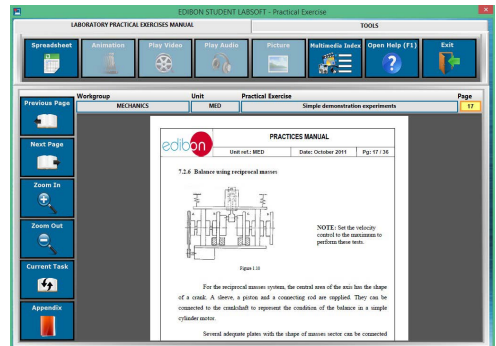 EDIBON STUDENT LABSOFT - Practical Exercise
LABORATORY PRACTICAL EXERCISES MANUAL
TOOLS
Spreadsheet
Animation
Play Video
Play Audio
Picture
Multimedia Index
Open Help (F1)
Exit
Previous Page
Next Page
Zoom In
Zoom Out
Current Task
Appendix
Workgroup
Unit
Practical Exercise
Page
MECHANICS
MED
Simple demonstration experiments
17
edibon
PRACTICES MANUAL
Unit ref.: MED
Date: October 2011
Pg: 17 / 36
7.2.6 Balance using reciprocal masses
NOTE: Set the velocity
control to the maximum to
perform these tests.
For the reciprocal masses system, the central area of the axis has the shape
of a crank. A sleeve, a piston and a connecting rod are supplied. They can be
connected to the crankshaft to represent the condition of the balance in a simple
cylinder motor.
Several adequate plates with the shape of masses sector can be connected